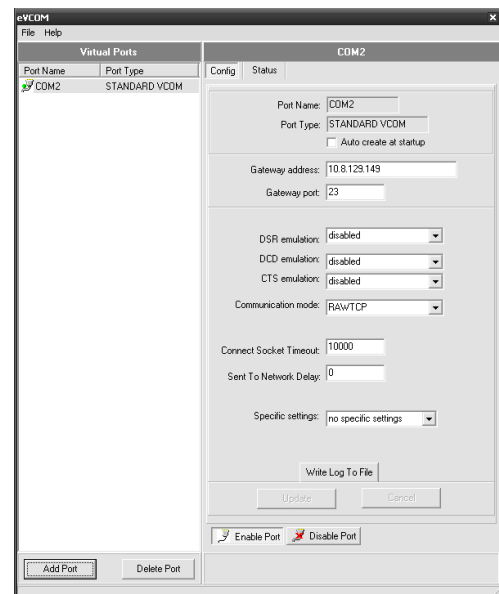 eVCOM x
File Help
Virtual Ports
COM2
Port Name Port Type
COM2 STANDARD VCOM
Config Status
Port Name: COM2
Port Type: STANDARD VCOM
Auto create at startup
Gateway address: 10.8.129.149
Gateway port: 23
DSR emulation: disabled
DCD emulation: disabled
CTS emulation: disabled
Communication mode: RAWTCP
Connect Socket Timeout: 10000
Sent To Network Delay: 0
Specific settings: no specific settings
Write Log To File
Update Cancel
Enable Port Disable Port
Add Port Delete Port